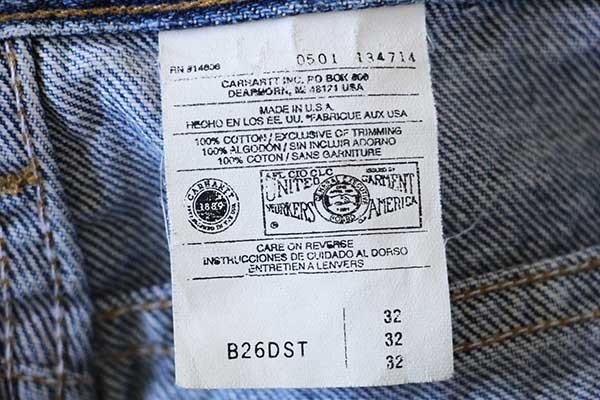 RN #14806 0501 134714
CARHARTT INC. PO BOX 600
DEARBORN, MI 48121 USA
MADE IN U.S.A.
HECHO EN LOS EE. UU. *FABRIQUE AUX USA
100% COTTON / EXCLUSIVE OF TRIMMING
100% ALGODÓN / SIN INCLUIR ADORNO
100% COTON / SANS GARNITURE
CARHARTT
1889
AFL CIO CLC
UNITED GARMENT
WORKERS AMERICA
CARE ON REVERSE
INSTRUCCIONES DE CUIDADO AL DORSO
ENTRETIEN A LENVERS
B26DST
32
32
32